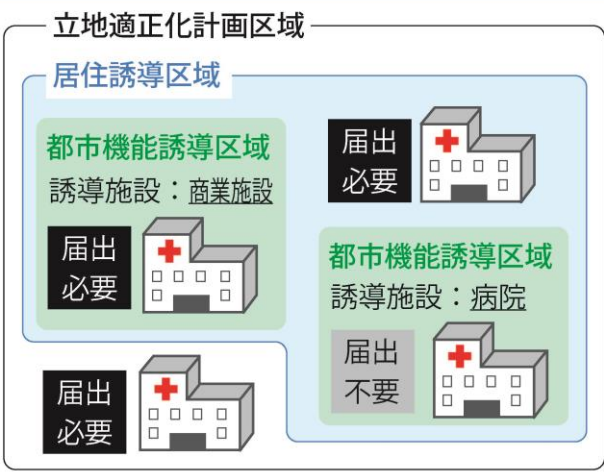 立地適正化計画区域
居住誘導区域
都市機能誘導区域
誘導施設：商業施設
届出
必要
届出
必要
都市機能誘導区域
誘導施設：病院
届出
不要
届出
必要